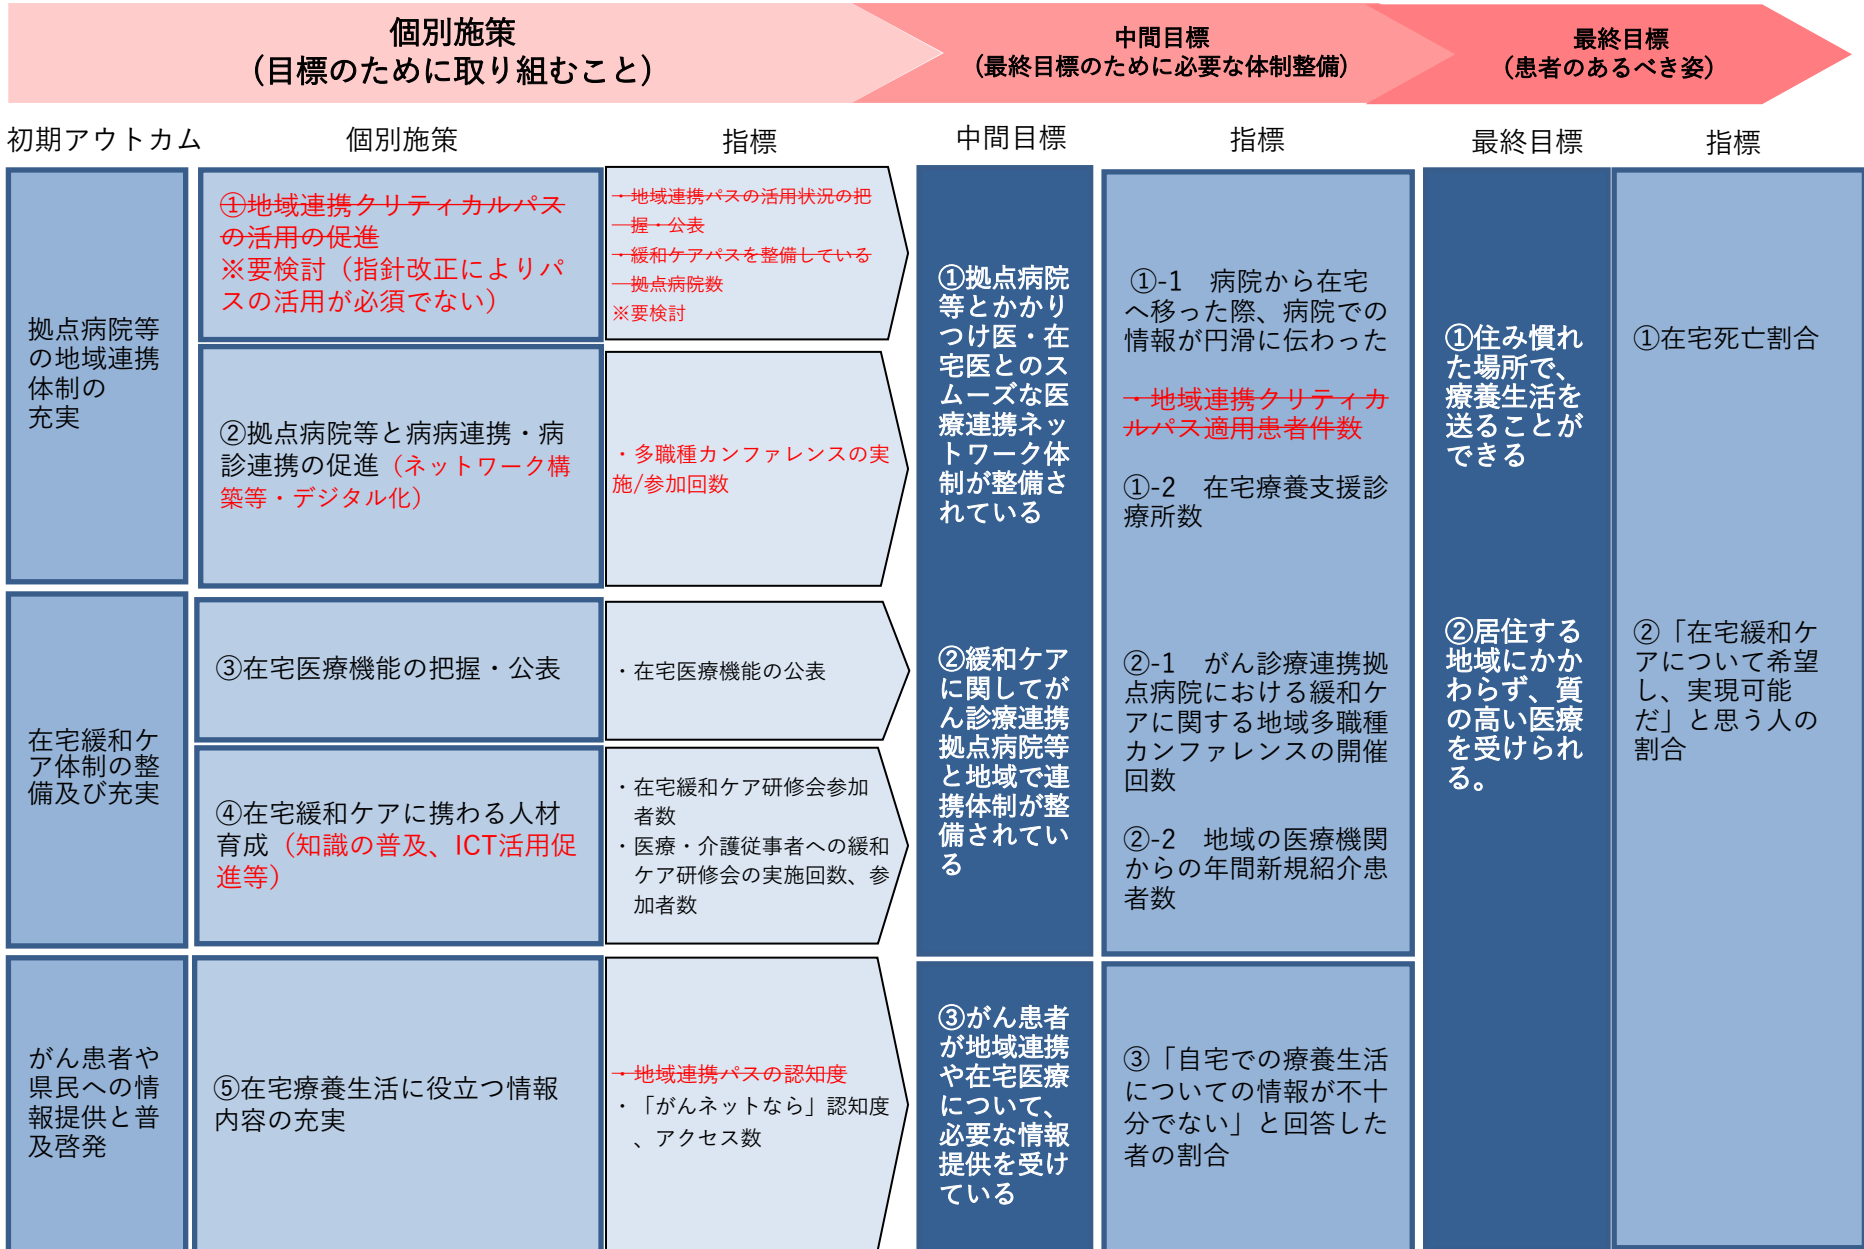 個別施策
（目標のために取り組むこと）
中間目標
（最終目標のために必要な体制整備）
最終目標
（患者のあるべき姿）
初期アウトカム
個別施策
指標
中間目標
指標
最終目標
指標
拠点病院等
の地域連携
体制の
充実
①地域連携クリティカルパス
の活用の促進
※要検討（指針改正によりパ
スの活用が必須でない）
・地域連携パスの活用状況の把
握・公表
・緩和ケアパスを整備している
拠点病院数
※要検討
②拠点病院等と病病連携・病
診連携の促進（ネットワーク構
築等・デジタル化）
・多職種カンファレンスの実
施/参加回数
在宅緩和ケ
ア体制の整
備及び充実
③在宅医療機能の把握・公表
・在宅医療機能の公表
④在宅緩和ケアに携わる人材
育成（知識の普及、ICT活用促
進等）
・在宅緩和ケア研修会参加
者数
・医療・介護従事者への緩和
ケア研修会の実施回数、参
加者数
がん患者や
県民への情
報提供と普
及啓発
⑤在宅療養生活に役立つ情報
内容の充実
・地域連携パスの認知度
・「がんネットなら」認知度
、アクセス数
①拠点病院
等とかかり
つけ医・在
宅医とのス
ムーズな医
療連携ネッ
トワーク体
制が整備さ
れている
②緩和ケア
に関してが
ん診療連携
拠点病院等
と地域で連
携体制が整
備されてい
る
③がん患者
が地域連携
や在宅医療
について、
必要な情報
提供を受け
ている
①-1　病院から在宅
へ移った際、病院での
情報が円滑に伝わった
・地域連携クリティカ
ルパス適用患者件数
①-2　在宅療養支援診
療所数
②-1　がん診療連携拠
点病院における緩和ケ
アに関する地域多職種
カンファレンスの開催
回数
②-2　地域の医療機関
からの年間新規紹介患
者数
③「自宅での療養生活
についての情報が不十
分でない」と回答した
者の割合
①住み慣れ
た場所で、
療養生活を
送ることが
できる
②居住する
地域にかか
わらず、質
の高い医療
を受けられ
る。
①在宅死亡割合
②「在宅緩和ケ
アについて希望
し、実現可能
だ」と思う人の
割合